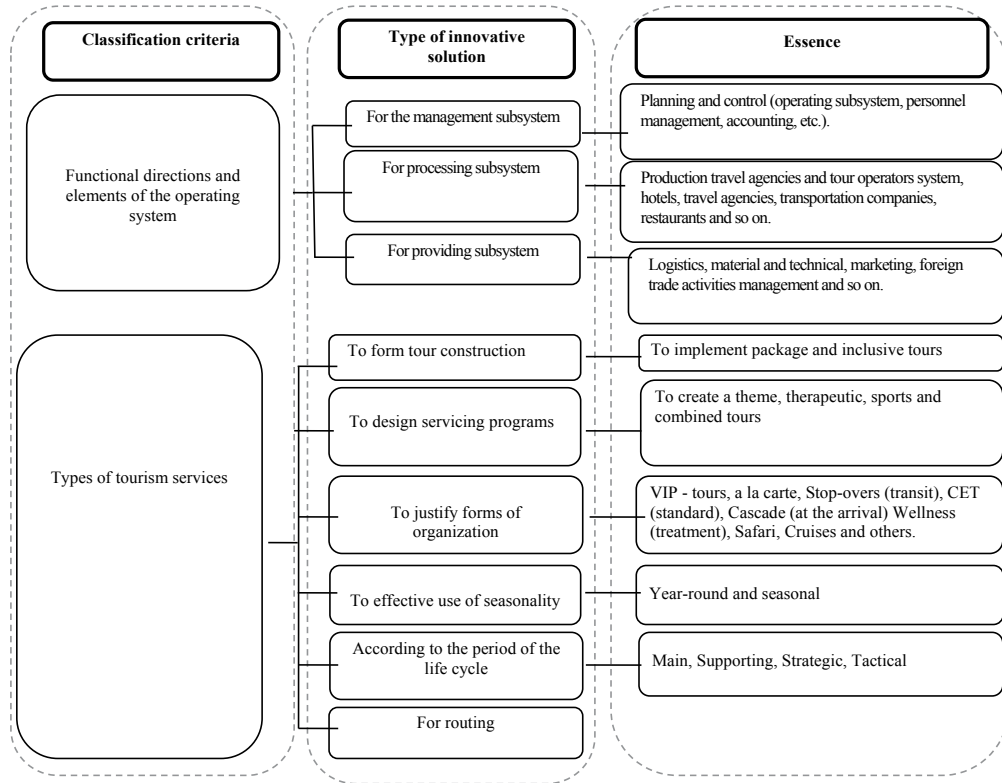 Classification criteria
Type of innovative
solution
Essence
Functional directions and
elements of the operating
system
For the management subsystem
Planning and control (operating subsystem, personnel
management, accounting, etc.).
For processing subsystem
Production travel agencies and tour operators system,
hotels, travel agencies, transportation companies,
restaurants and so on.
For providing subsystem
Logistics, material and technical, marketing, foreign
trade activities management and so on.
Types of tourism services
To form tour construction
To implement package and inclusive tours
To design servicing programs
To create a theme, therapeutic, sports and
combined tours
To justify forms of
organization
VIP - tours, a la carte, Stop-overs (transit), CET
(standard), Cascade (at the arrival) Wellness
(treatment), Safari, Cruises and others.
To effective use of seasonality
Year-round and seasonal
According to the period of the
life cycle
Main, Supporting, Strategic, Tactical
For routing